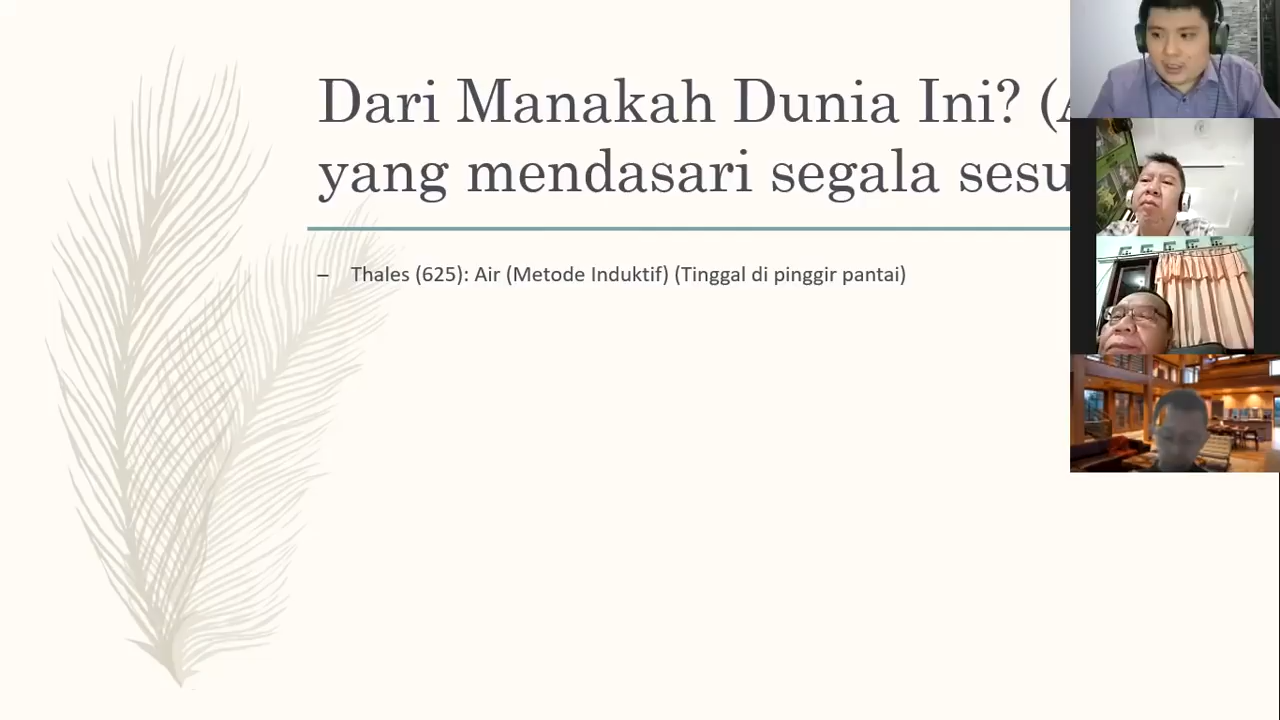 Dari Manakah Dunia Ini? (
yang mendasari segala sesu
– Thales (625): Air (Metode Induktif) (Tinggal di pinggir pantai)